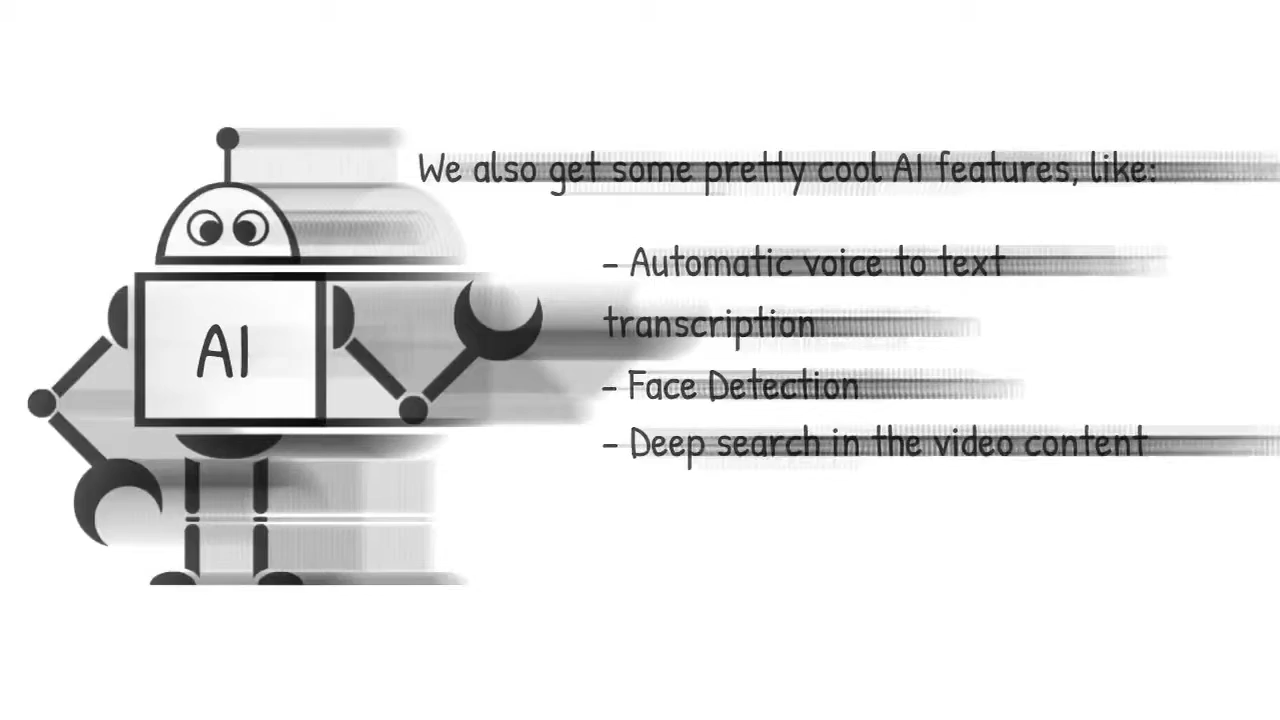 We also get some pretty cool AI features, like:
- Automatic voice to text
transcription
- Face Detection
- Deep search in the video content
AI